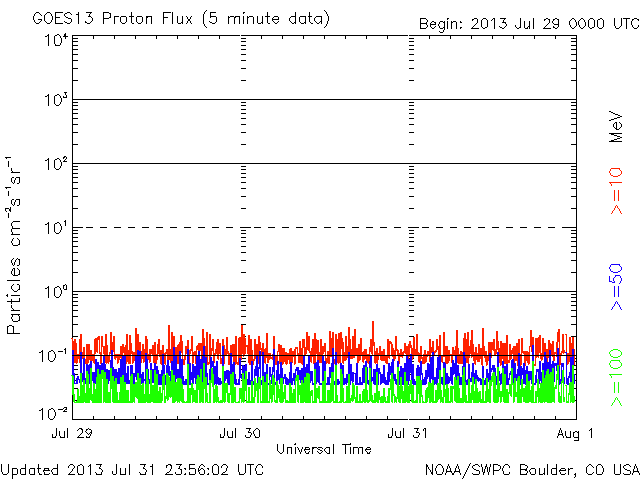 GOES13 Proton Flux (5 minute data)
Begin: 2013 Jul 29 0000 UTC
Particles cm⁻²s⁻¹sr⁻¹
10⁴
10³
10²
10¹
10⁰
10⁻¹
10⁻²
MeV
>=10
>=50
>=100
Jul 29 Jul 30 Jul 31 Aug 1
Universal Time
Updated 2013 Jul 31 23:56:02 UTC
NOAA/SWPC Boulder, CO USA